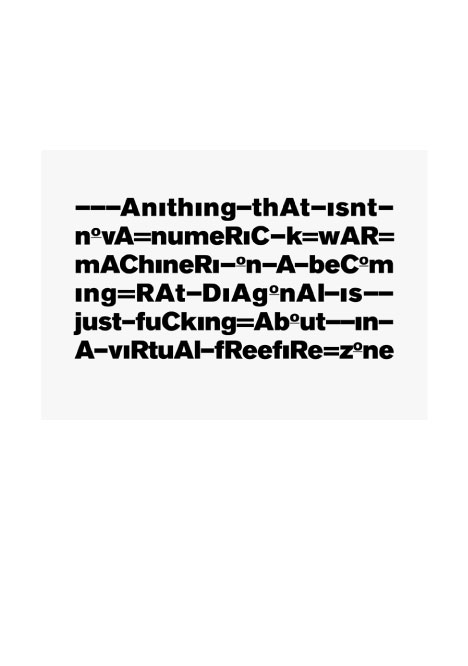 ———Anıthıng—thAt—ısnt—
nºvA=numeRıC—k=wAR=
mAChıneRı—ºn—A—beCºm
ıng=RAt—DıAgºnAl—ıs——
just—fuCkıng=Abºut——ın—
A—vıRtuAl—fReefıRe=zºne